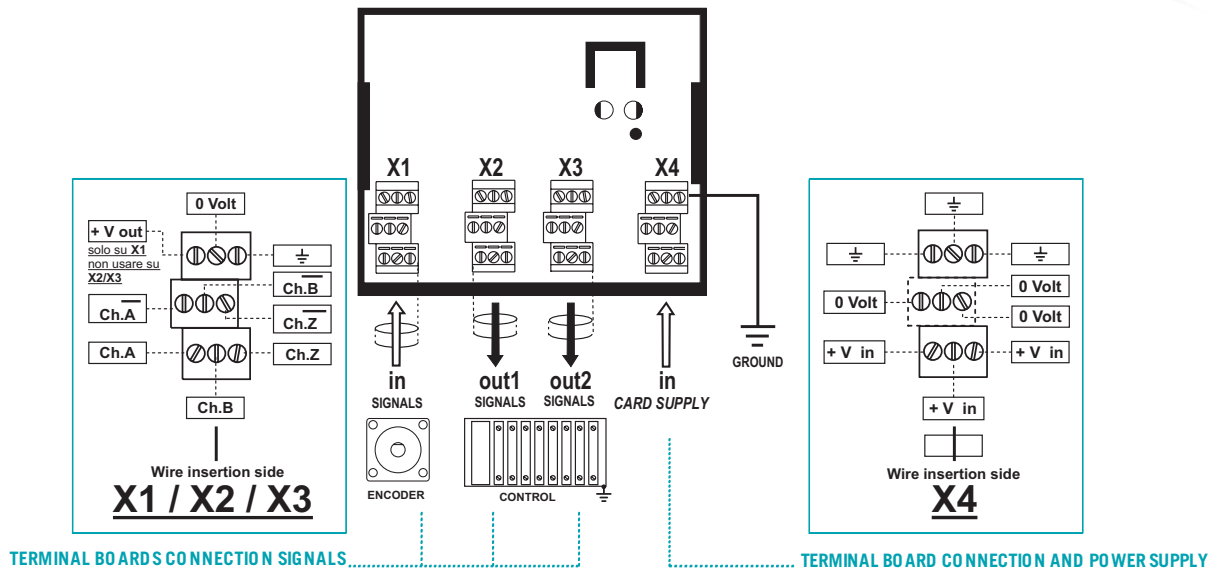 X1
X2
X3
X4
0 Volt
+ V out
solo su X1
non usare su
X2/X3
⏚
Ch.B̅
Ch.A̅
Ch.Z̅
Ch.A
Ch.Z
Ch.B
Wire insertion side
X1 / X2 / X3
in
SIGNALS
out1
SIGNALS
out2
SIGNALS
in
CARD SUPPLY
GROUND
ENCODER
CONTROL
⏚
⏚
⏚
0 Volt
0 Volt
0 Volt
+ V in
+ V in
+ V in
Wire insertion side
X4
TERMINAL BOARDS CONNECTION SIGNALS
TERMINAL BOARD CONNECTION AND POWER SUPPLY